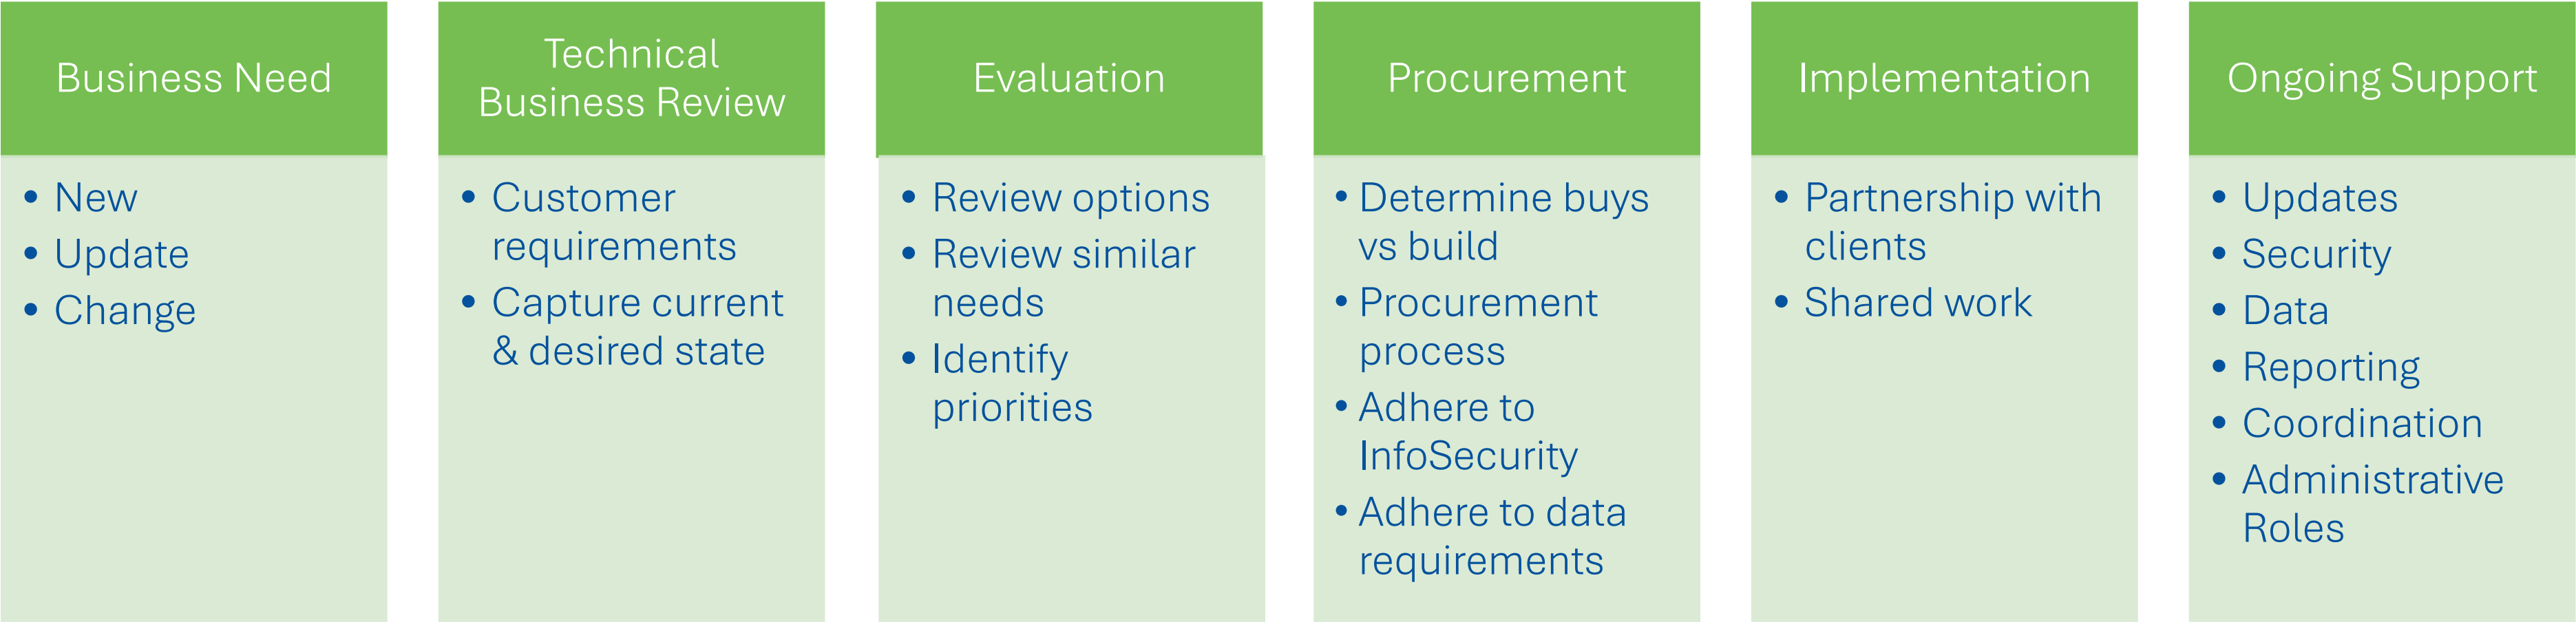 Business Need
• New
• Update
• Change
Technical
Business Review
• Customer
requirements
• Capture current
& desired state
Evaluation
• Review options
• Review similar
needs
• Identify
priorities
Procurement
• Determine buys
vs build
• Procurement
process
• Adhere to
InfoSecurity
• Adhere to data
requirements
Implementation
• Partnership with
clients
• Shared work
Ongoing Support
• Updates
• Security
• Data
• Reporting
• Coordination
• Administrative
Roles